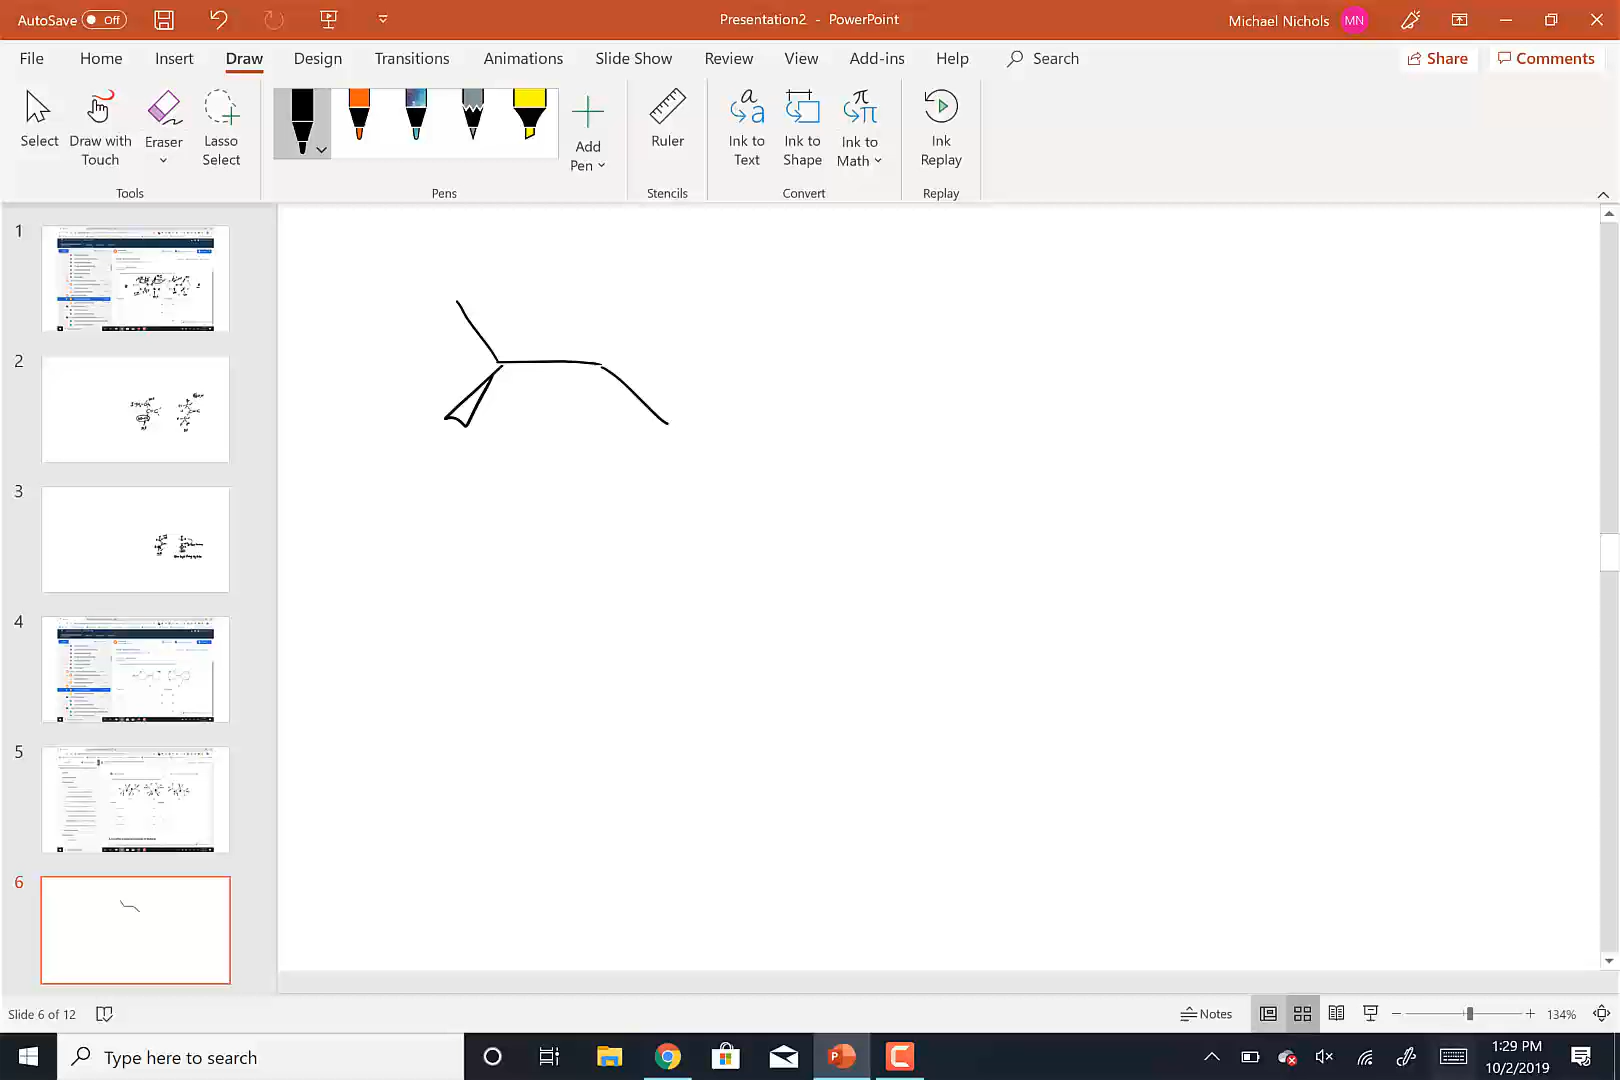 AutoSave Off
Presentation2 - PowerPoint
Michael Nichols MN
File Home Insert Draw Design Transitions Animations Slide Show Review View Add-ins Help Search
Share Comments
Select
Draw with Touch
Eraser
Lasso Select
Add Pen
Ruler
Ink to Text
Ink to Shape
Ink to Math
Ink Replay
Tools Pens Stencils Convert Replay
1
2
3
4
5
6
Slide 6 of 12
Notes
134%
Type here to search
1:29 PM
10/2/2019